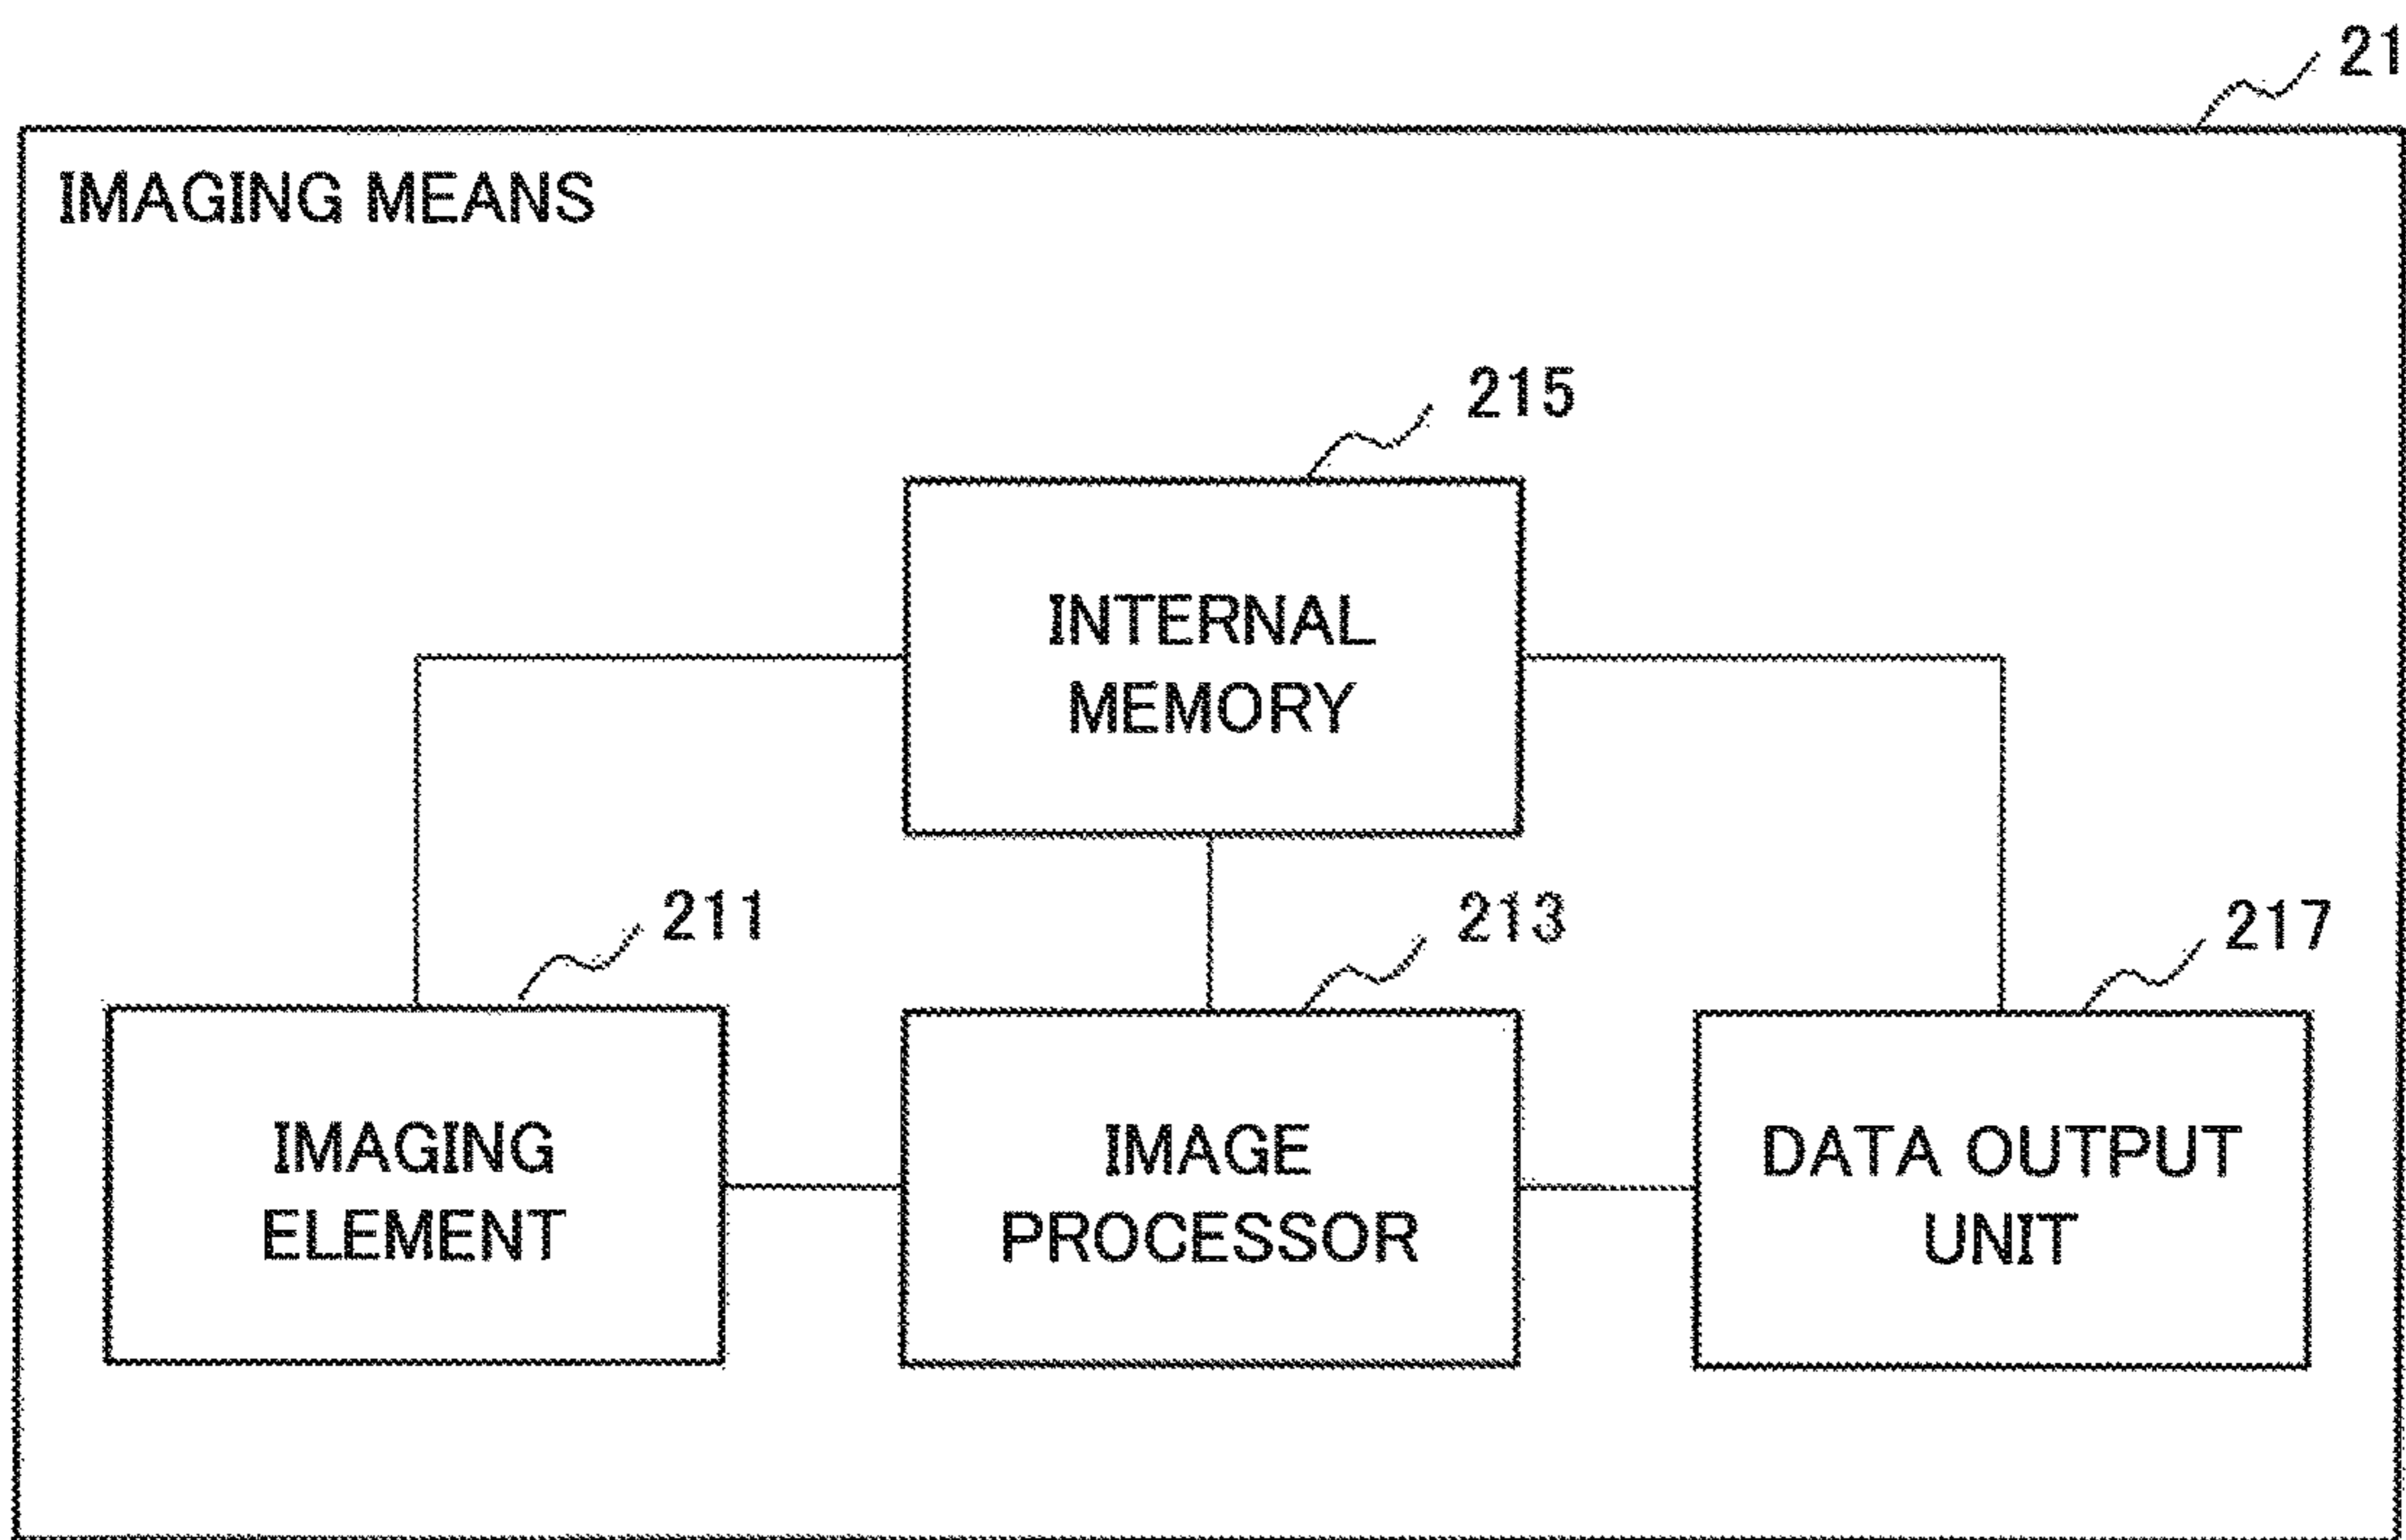 21
IMAGING MEANS
215
INTERNAL
MEMORY
211
213
217
IMAGING
ELEMENT
IMAGE
PROCESSOR
DATA OUTPUT
UNIT